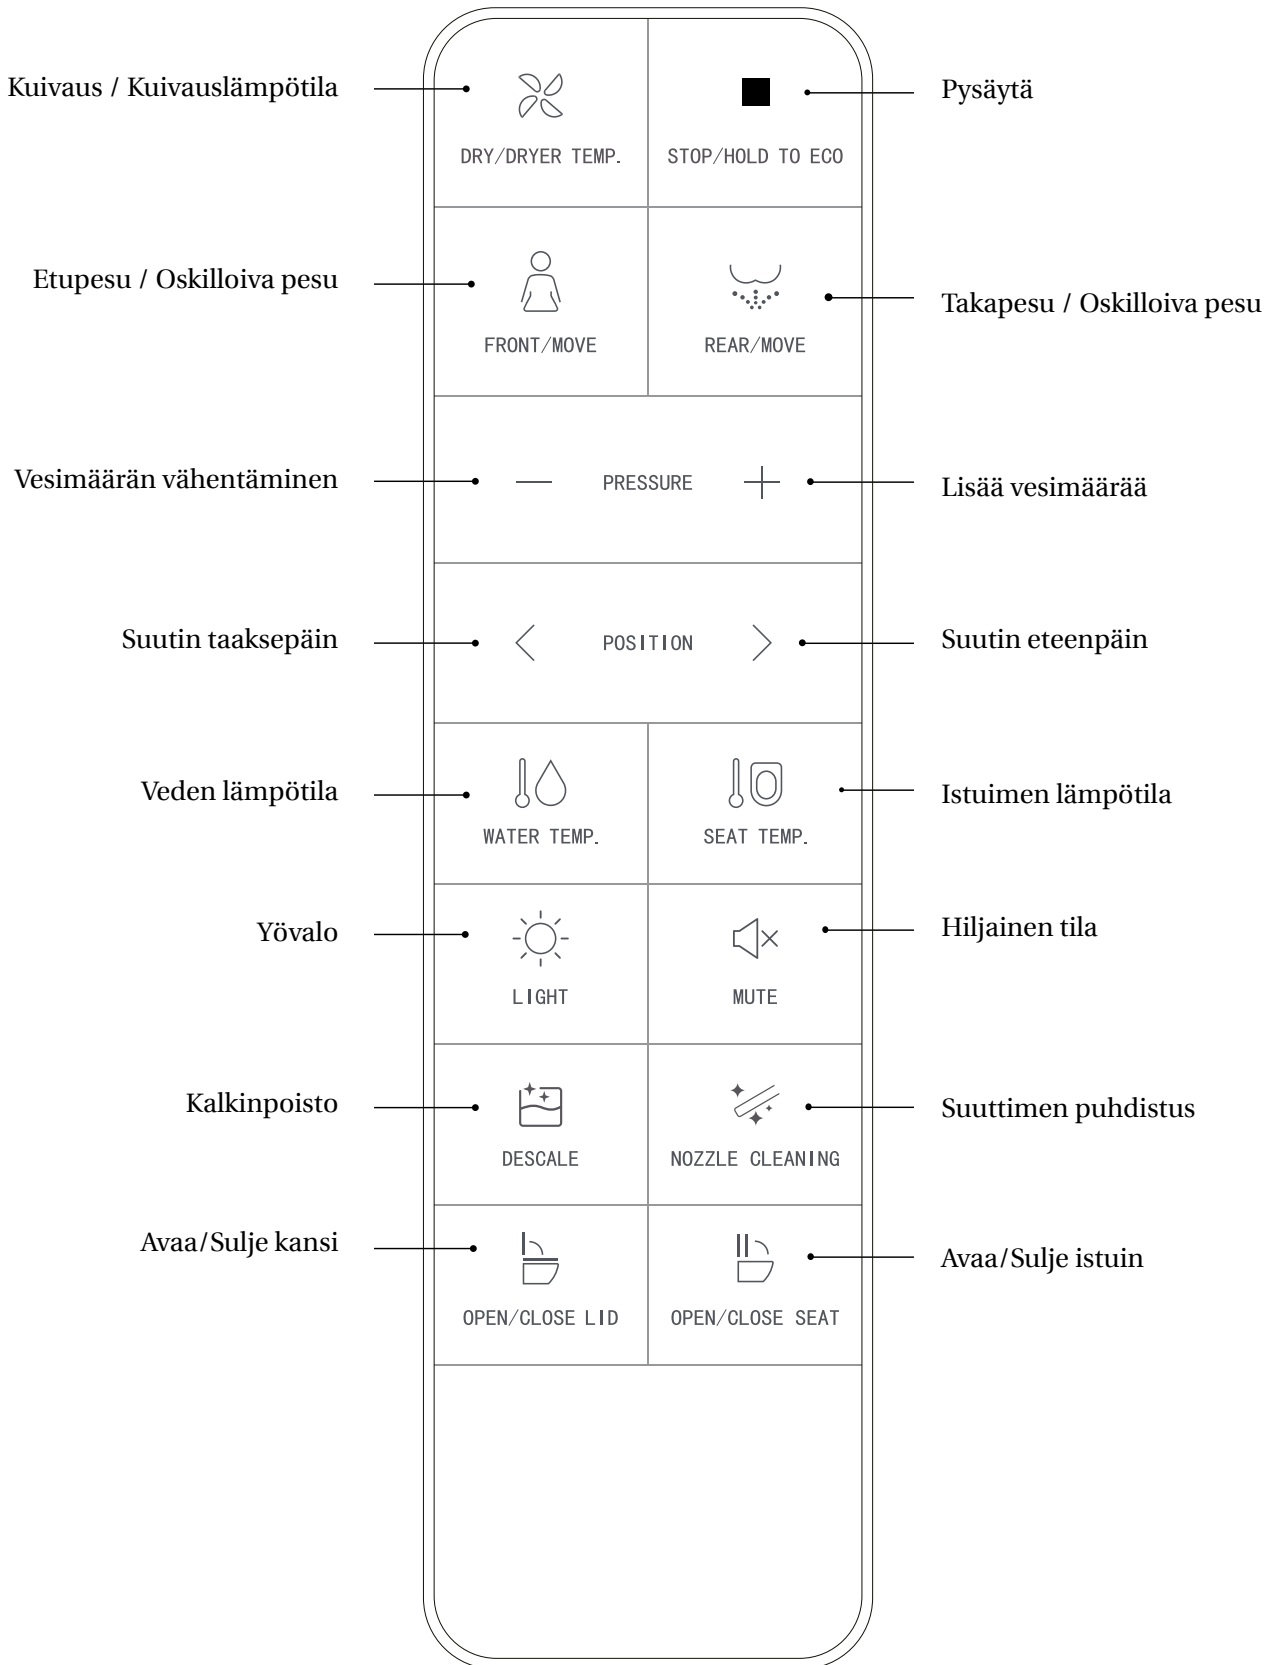 Kuivaus / Kuivauslämpötila
Pysäytä
DRY/DRYER TEMP.
STOP/HOLD TO ECO
Etupesu / Oskilloiva pesu
Takapesu / Oskilloiva pesu
FRONT/MOVE
REAR/MOVE
Vesimäärän vähentäminen
— PRESSURE +
Lisää vesimäärää
Suutin taaksepäin
< POSITION >
Suutin eteenpäin
Veden lämpötila
Istuimen lämpötila
WATER TEMP.
SEAT TEMP.
Yövalo
Hiljainen tila
LIGHT
MUTE
Kalkinpoisto
Suuttimen puhdistus
DESCALE
NOZZLE CLEANING
Avaa/Sulje kansi
Avaa/Sulje istuin
OPEN/CLOSE LID
OPEN/CLOSE SEAT